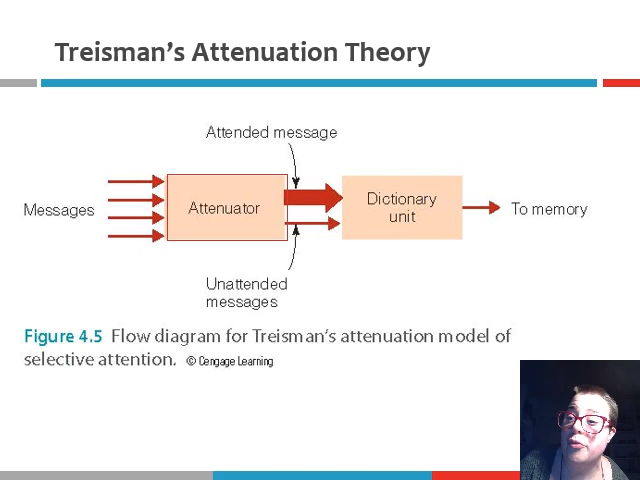 Treisman’s Attenuation Theory
Attended message
Messages
Attenuator
Dictionary
unit
To memory
Unattended
messages
Figure 4.5 Flow diagram for Treisman’s attenuation model of
selective attention. © Cengage Learning